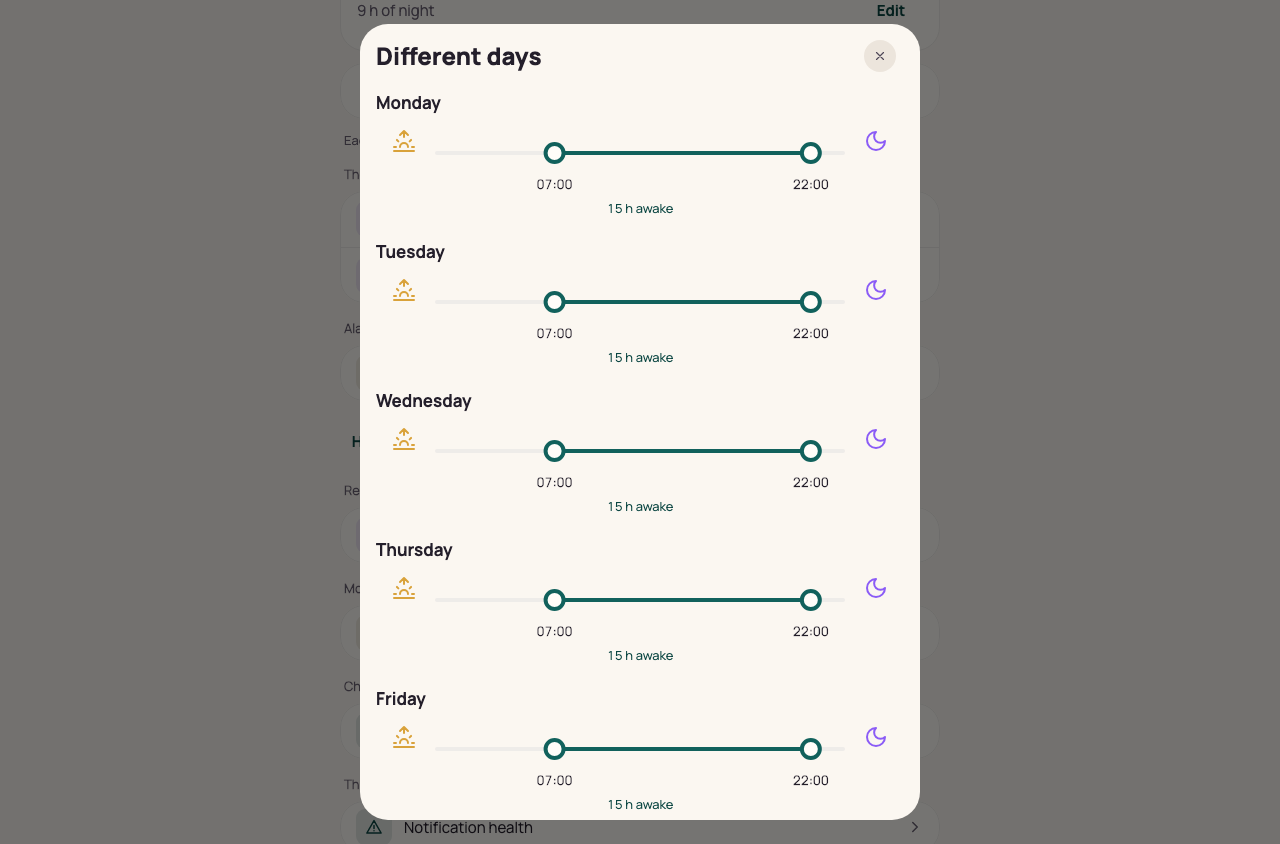 9 h of night
Edit
Different days
Monday
07:00 22:00
15 h awake
Tuesday
07:00 22:00
15 h awake
Wednesday
07:00 22:00
15 h awake
Thursday
07:00 22:00
15 h awake
Friday
07:00 22:00
15 h awake
Notification health